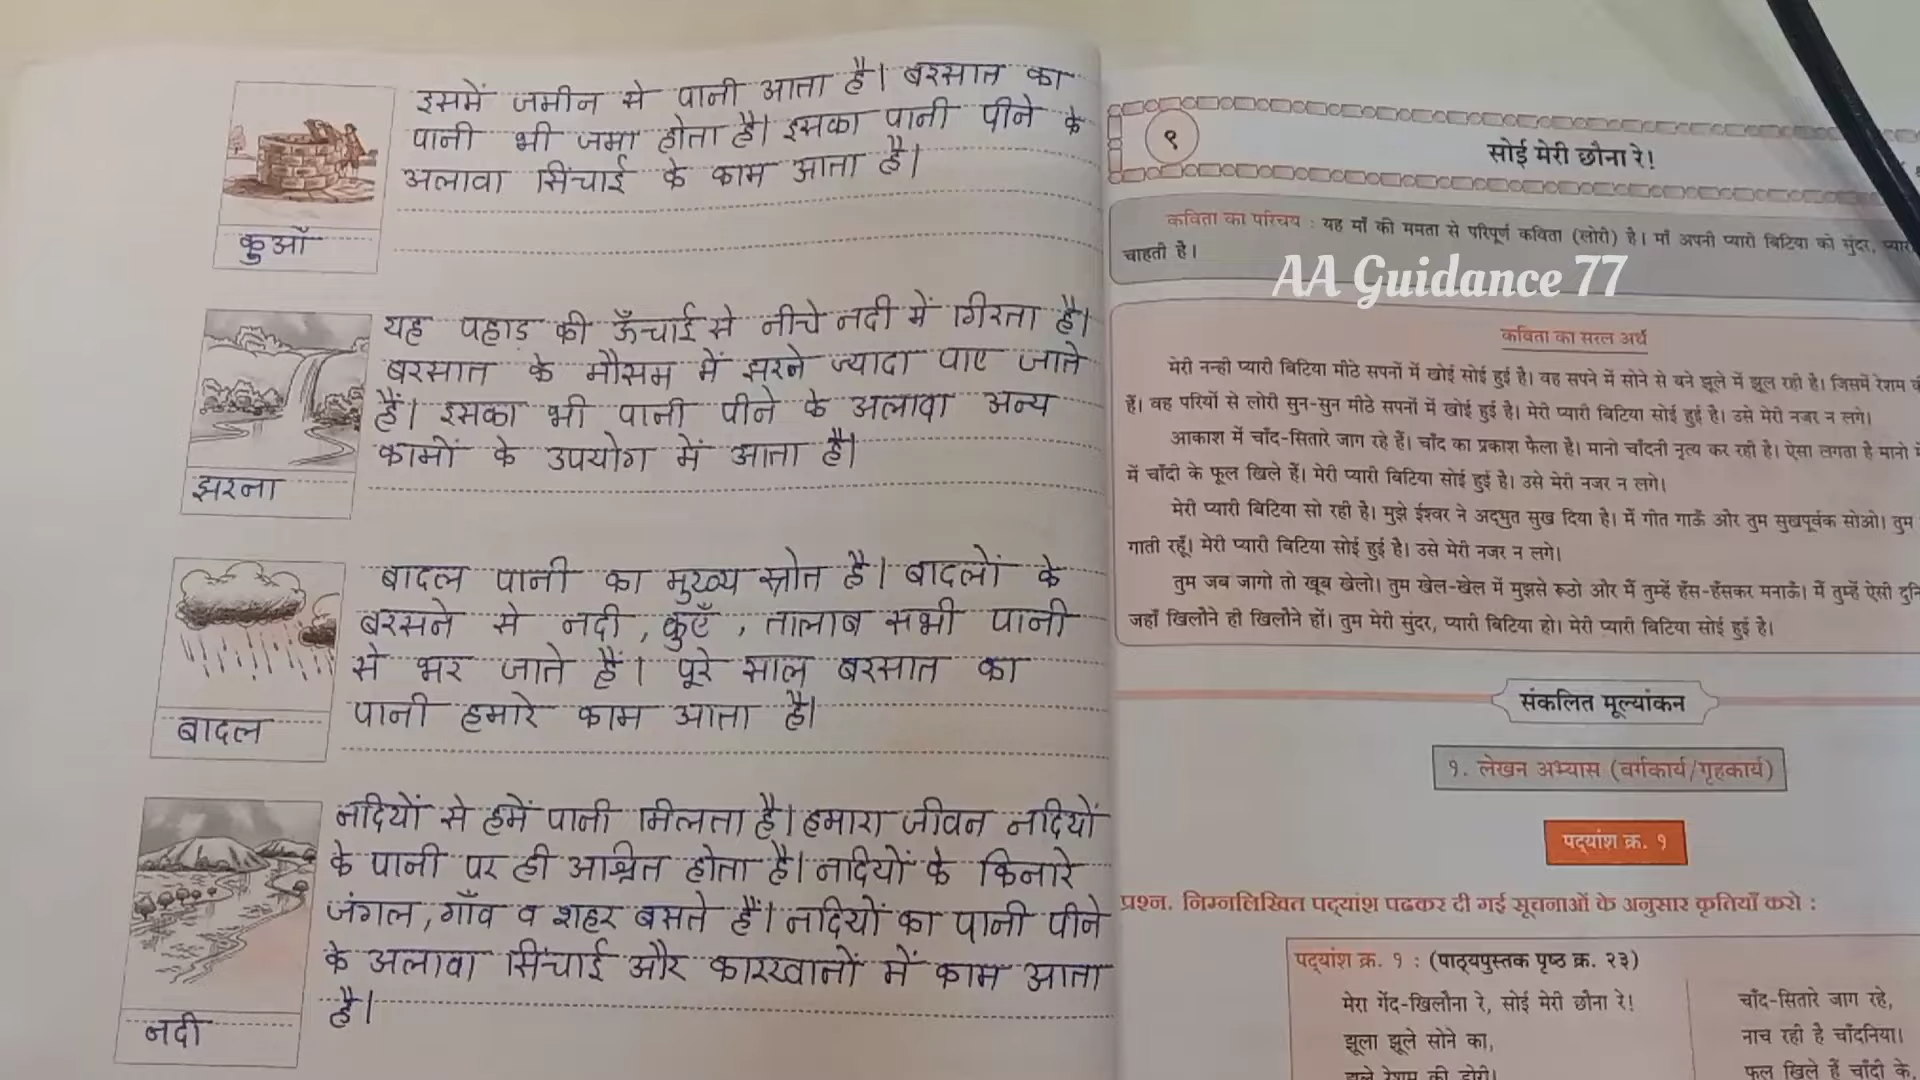 इसमें जमीन से पानी आता है। बरसात का
पानी भी जमा होता है। इसका पानी पीने के
अलावा सिंचाई के काम आता है।
कुआँ
यह पहाड़ की ऊँचाई से नीचे नदी में गिरता है।
बरसात के मौसम में झरने ज्यादा पाए जाते
हैं। इसका भी पानी पीने के अलावा अन्य
कामों के उपयोग में आता है।
झरना
बादल पानी का मुख्य स्रोत है। बादलों के
बरसने से नदी, कुएँ, तालाब सभी पानी
से भर जाते हैं। पूरे साल बरसात का
पानी हमारे काम आता है।
बादल
नदियों से हमें पानी मिलता है। हमारा जीवन नदियों
के पानी पर ही आश्रित होता है। नदियों के किनारे
जंगल, गाँव व शहर बसते हैं। नदियों का पानी पीने
के अलावा सिंचाई और कारखानों में काम आता
है।
नदी
९
सोई मेरी छौना रे!
कविता का परिचय : यह माँ की ममता से परिपूर्ण कविता (लोरी) है। माँ अपनी प्यारी बिटिया को सुंदर,
चाहती है।
AA Guidance 77
कविता का सरल अर्थ
मेरी नन्ही प्यारी बिटिया मीठे सपनों में खोई सोई हुई है। वह सपने में सोने से बने झूले में झूल रही है। जिसमें रेशम
हैं। वह परियों से लोरी सुन-सुन मीठे सपनों में खोई हुई है। मेरी प्यारी बिटिया सोई हुई है। उसे मेरी नजर न लगे।
आकाश में चाँद-सितारे जाग रहे हैं। चाँद का प्रकाश फैला है। मानो चाँदनी नृत्य कर रही है। ऐसा लगता है मानो
में चाँदी के फूल खिले हैं। मेरी प्यारी बिटिया सोई हुई है। उसे मेरी नजर न लगे।
मेरी प्यारी बिटिया सो रही है। मुझे ईश्वर ने अद्भुत सुख दिया है। मैं गीत गाऊँ और तुम सुखपूर्वक सोओ। तुम
गाती रहूँ। मेरी प्यारी बिटिया सोई हुई है। उसे मेरी नजर न लगे।
तुम जब जागो तो खूब खेलो। तुम खेल-खेल में मुझसे रूठो और मैं तुम्हें हँस-हँसकर मनाऊँ। मैं तुम्हें ऐसी
जहाँ खिलौने ही खिलौने हों। तुम मेरी सुंदर, प्यारी बिटिया हो। मेरी प्यारी बिटिया सोई हुई है।
संकलित मूल्यांकन
१. लेखन अभ्यास (वर्गकार्य/गृहकार्य)
पद्यांश क्र. १
प्रश्न. निम्नलिखित पद्यांश पढकर दी गई सूचनाओं के अनुसार कृतियाँ करो :
पद्यांश क्र. १ : (पाठ्यपुस्तक पृष्ठ क्र. २३)
मेरा गेंद-खिलौना रे, सोई मेरी छौना रे!
झूला झूले सोने का,
रेशम की डोरी।
चाँद-सितारे जाग रहे,
नाच रही है चाँदनिया।
फूल खिले हैं चाँदी के,